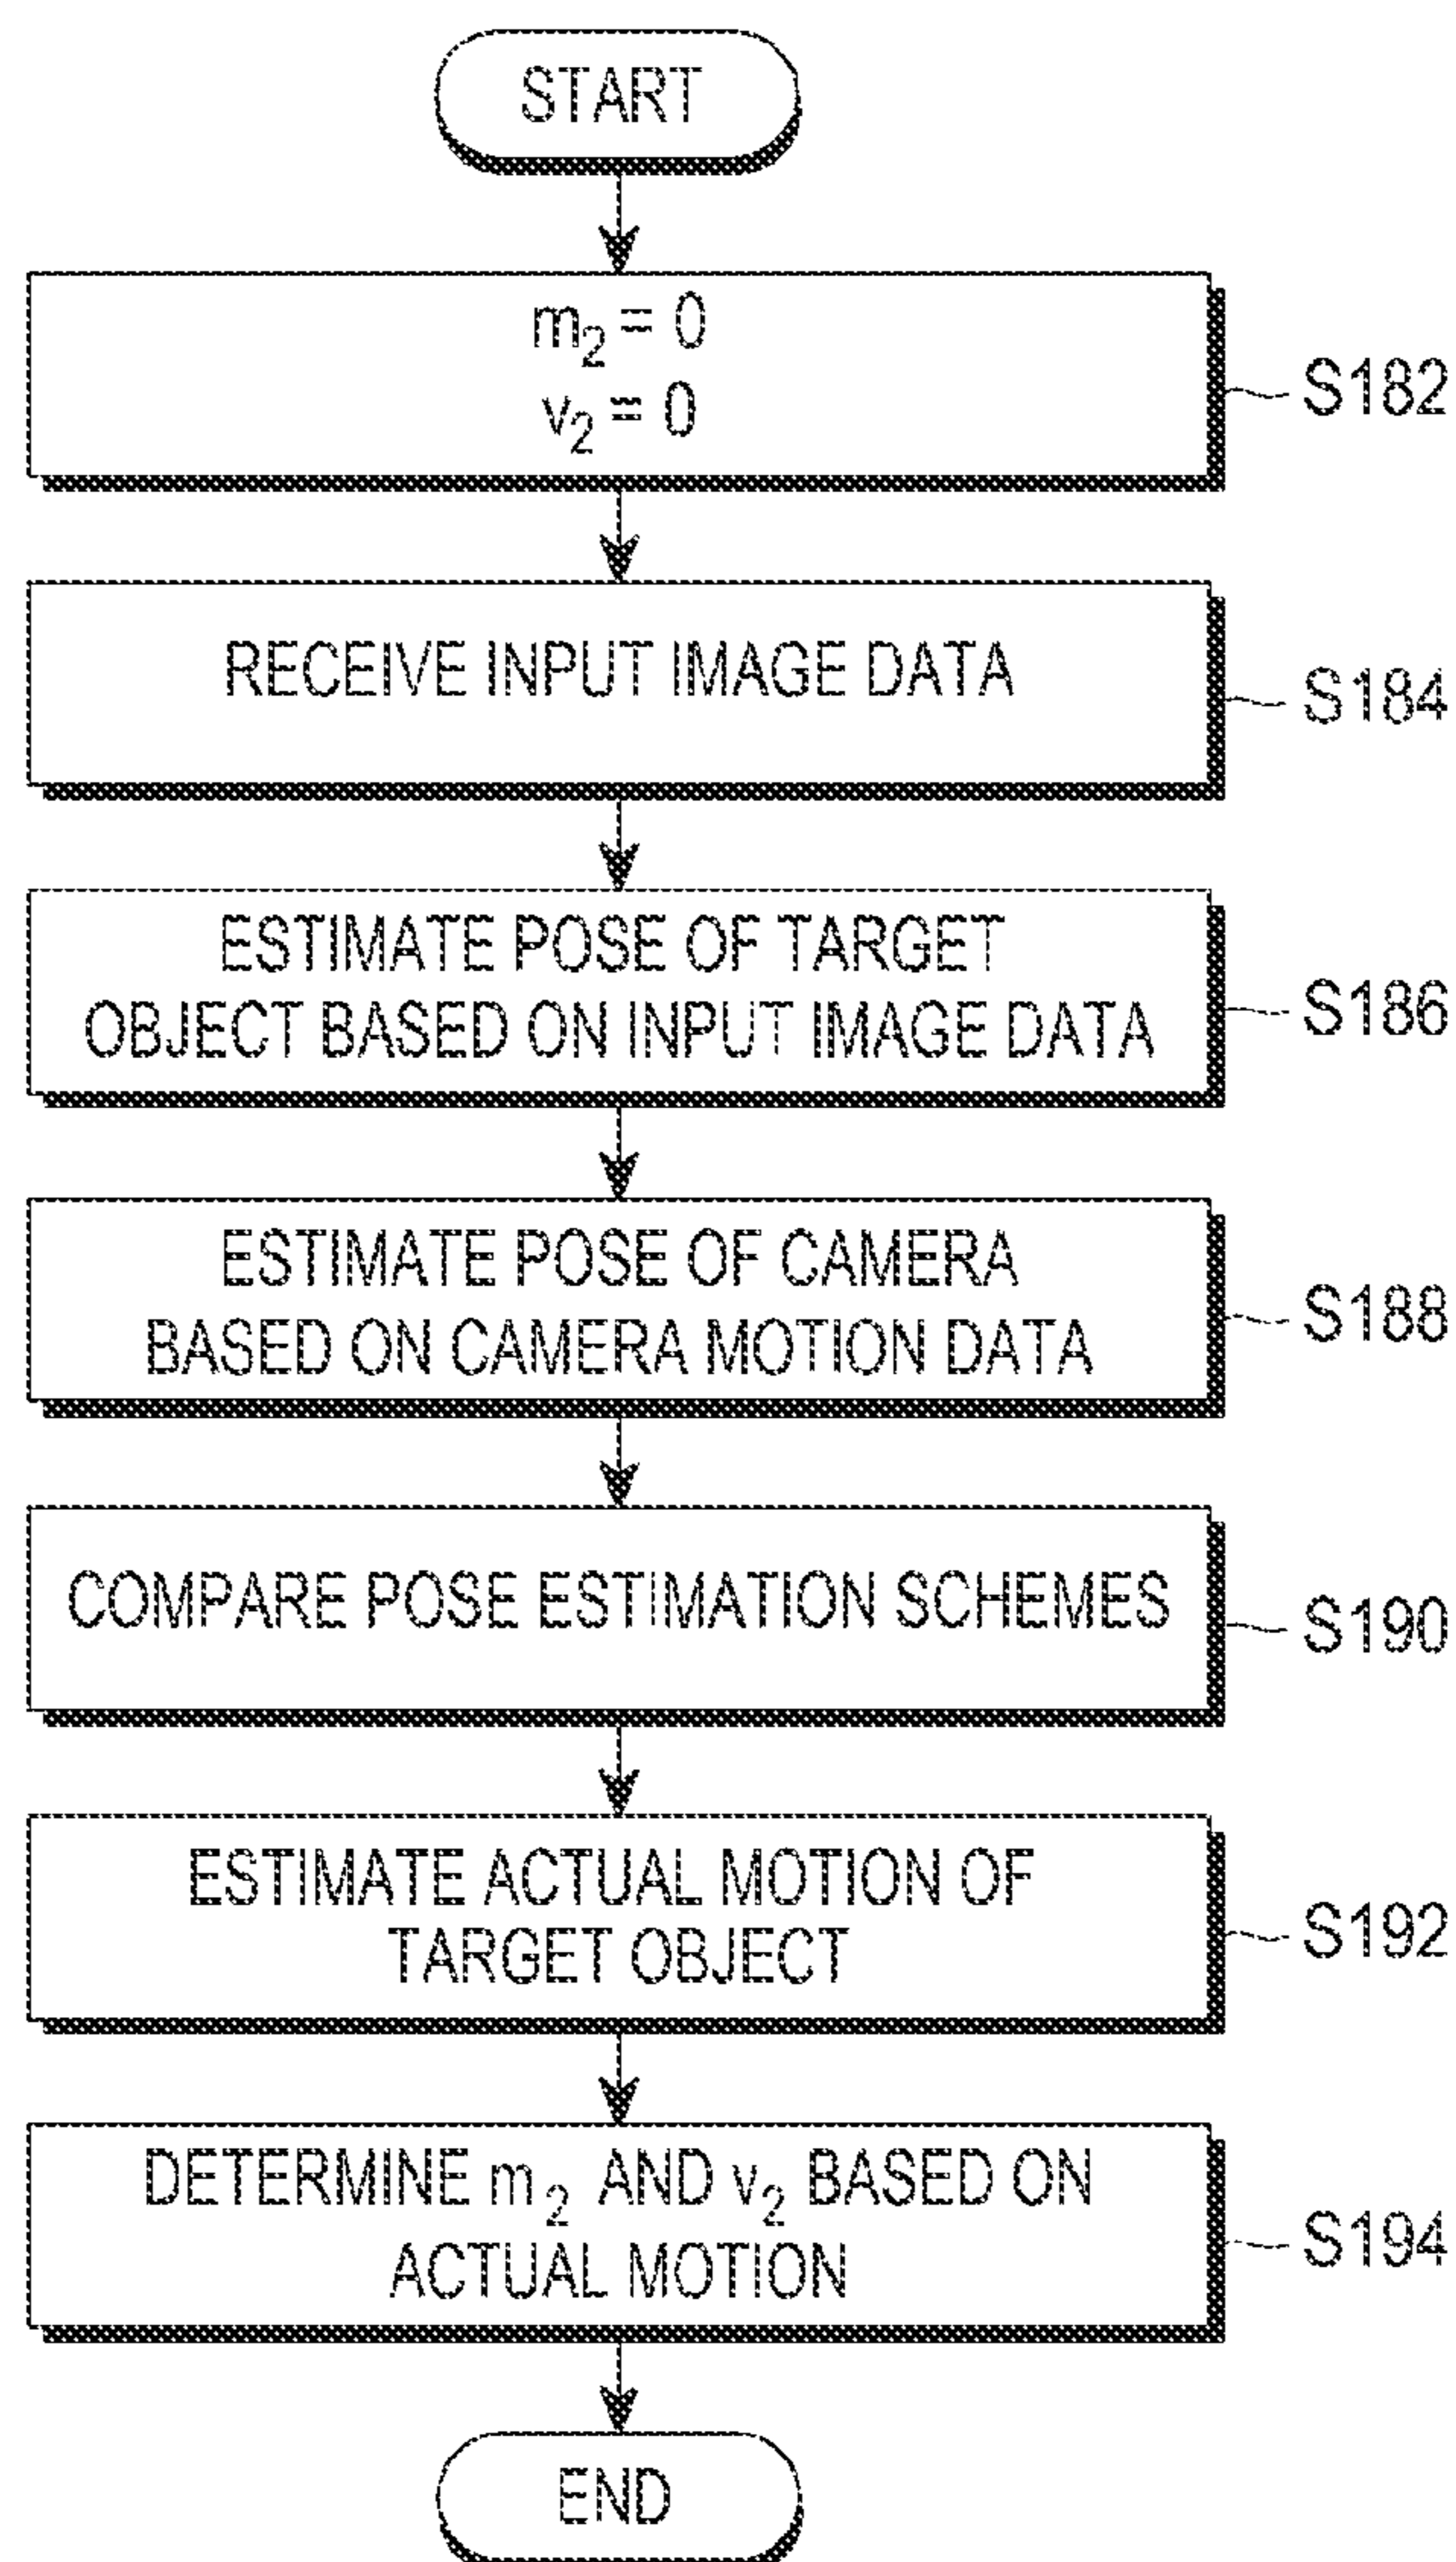 START
m₂ = 0
v₂ = 0
S182
RECEIVE INPUT IMAGE DATA
S184
ESTIMATE POSE OF TARGET
OBJECT BASED ON INPUT IMAGE DATA
S186
ESTIMATE POSE OF CAMERA
BASED ON CAMERA MOTION DATA
S188
COMPARE POSE ESTIMATION SCHEMES
S190
ESTIMATE ACTUAL MOTION OF
TARGET OBJECT
S192
DETERMINE m₂ AND v₂ BASED ON
ACTUAL MOTION
S194
END